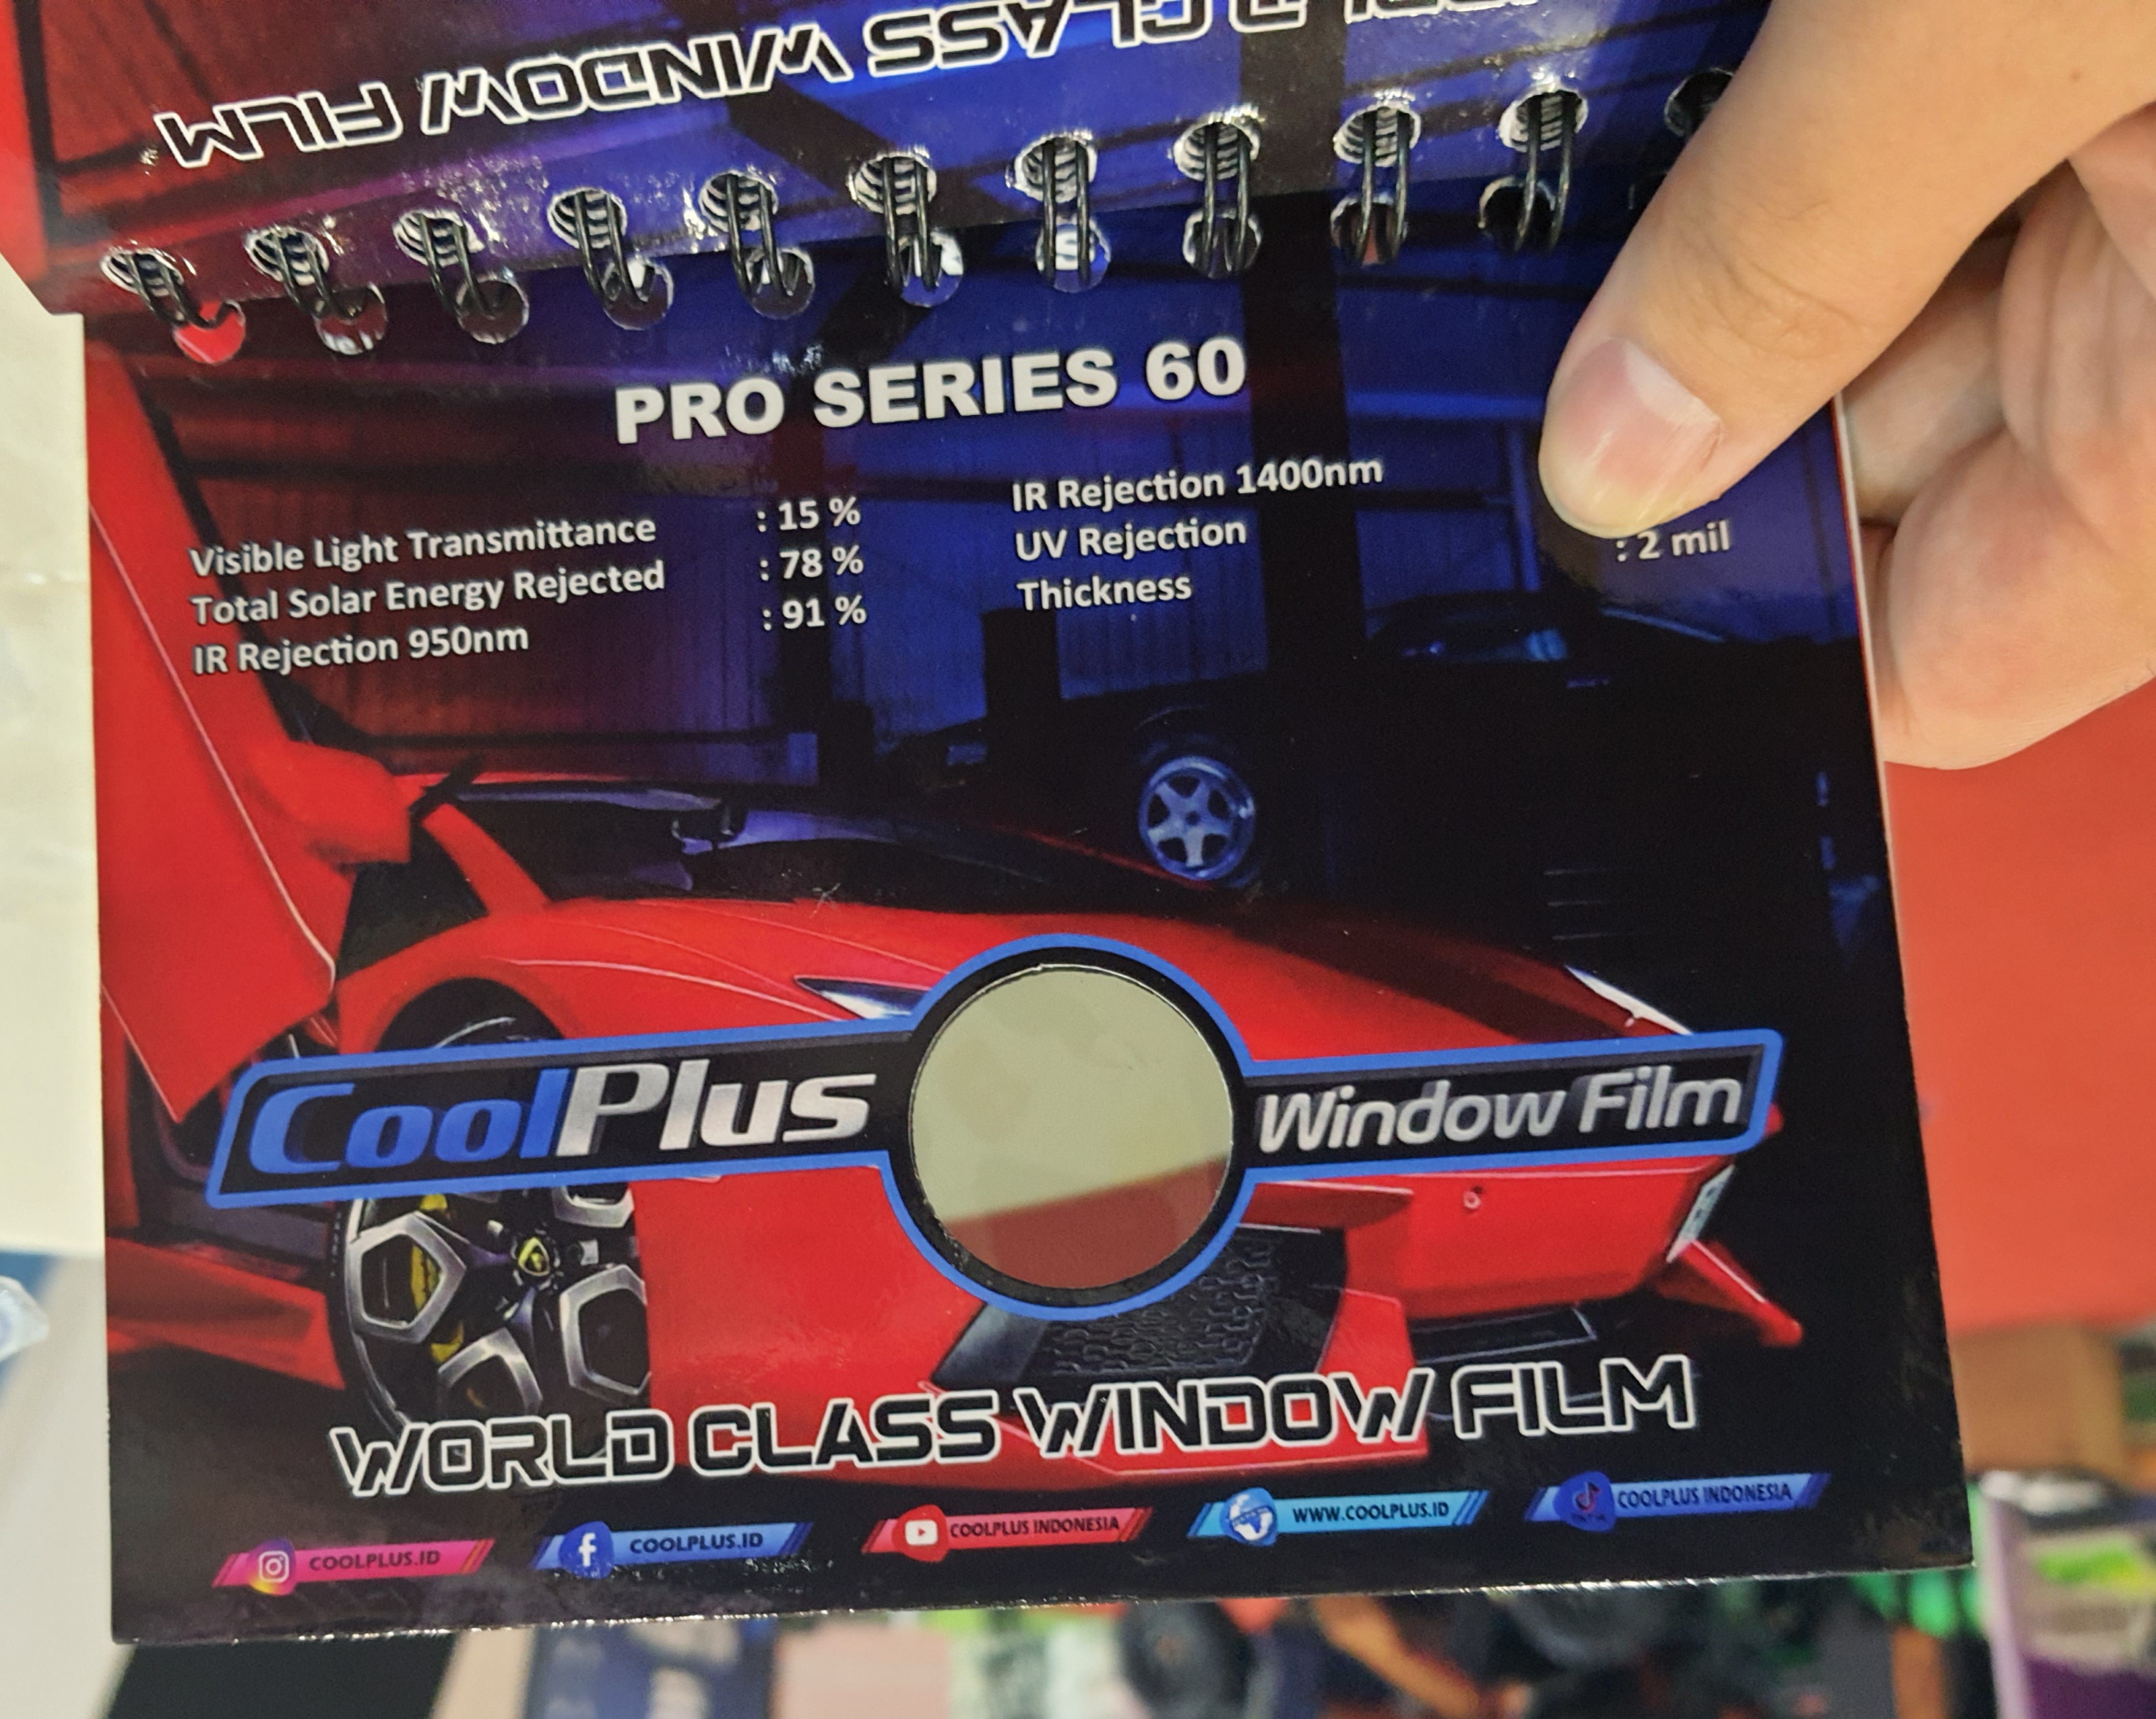 CLASS WINDOW FILM
PRO SERIES 60
Visible Light Transmittance : 15 %
Total Solar Energy Rejected : 78 %
IR Rejection 950nm : 91 %
IR Rejection 1400nm
UV Rejection
Thickness : 2 mil
CoolPlus Window Film
WORLD CLASS WINDOW FILM
COOLPLUS.ID COOLPLUS.ID COOLPLUS INDONESIA WWW.COOLPLUS.ID COOLPLUS INDONESIA